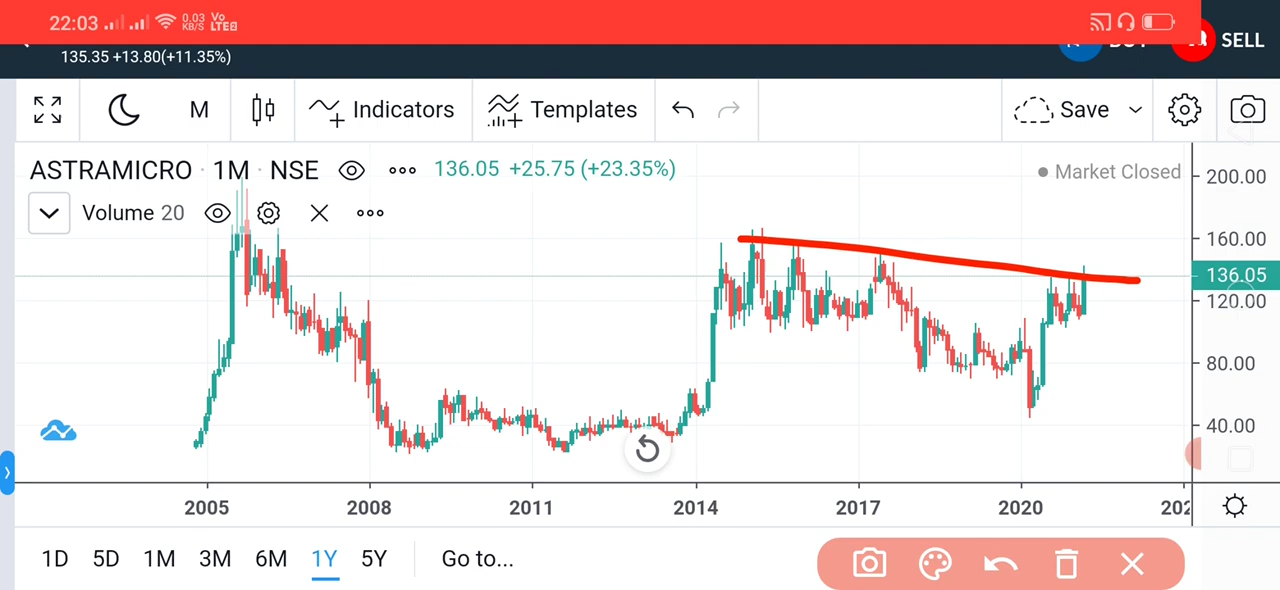 22:03 0.03 KB/S Vo LTE2
135.35 +13.80(+11.35%)
SELL
M Indicators Templates Save
ASTRAMICRO · 1M · NSE 136.05 +25.75 (+23.35%) Market Closed
Volume 20
200.00
160.00
136.05
120.00
80.00
40.00
2005 2008 2011 2014 2017 2020
1D 5D 1M 3M 6M 1Y 5Y Go to...